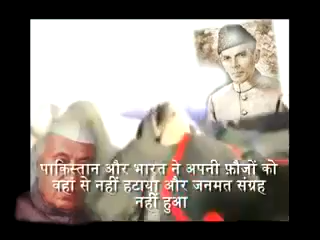 पाकिस्तान और भारत ने अपनी फ़ौजों को
वहां से नहीं हटाया और जनमत संग्रह
नहीं हुआ